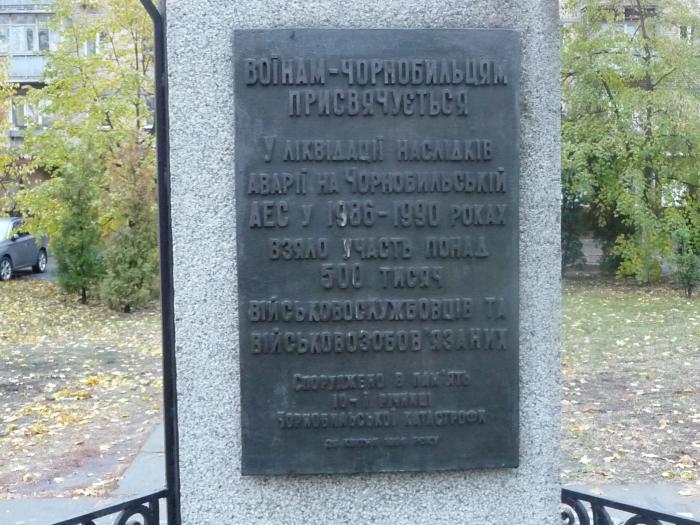 Воїнам-чорнобильцям
присвячується
У ліквідації наслідків
аварії на Чорнобильській
АЕС у 1986-1990 роках
взяло участь понад
500 тисяч
військовослужбовців та
військовозобов'язаних
Споруджено в пам'ять
10-ї річниці
Чорнобильської катастрофи
року